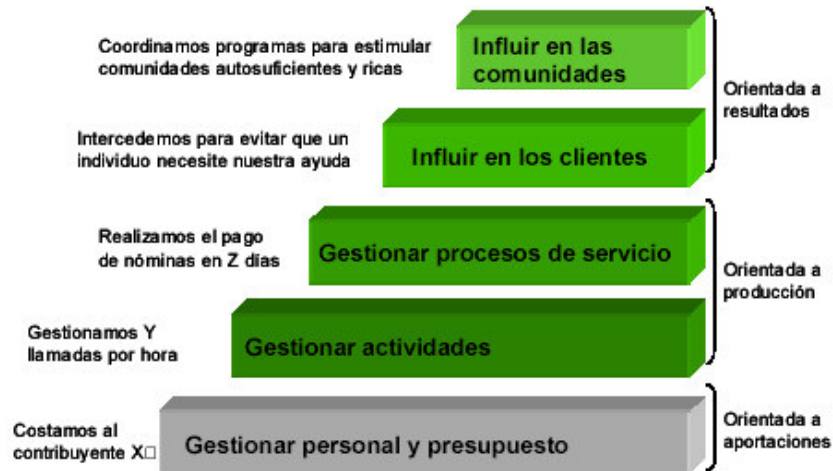 Coordinamos programas para estimular
comunidades autosuficientes y ricas
Influir en las
comunidades
Orientada a
resultados
Intercedemos para evitar que un
individuo necesite nuestra ayuda
Influir en los clientes
Realizamos el pago
de nóminas en Z días
Gestionar procesos de servicio
Orientada a
producción
Gestionamos Y
llamadas por hora
Gestionar actividades
Costamos al
contribuyente X□
Gestionar personal y presupuesto
Orientada a
aportaciones